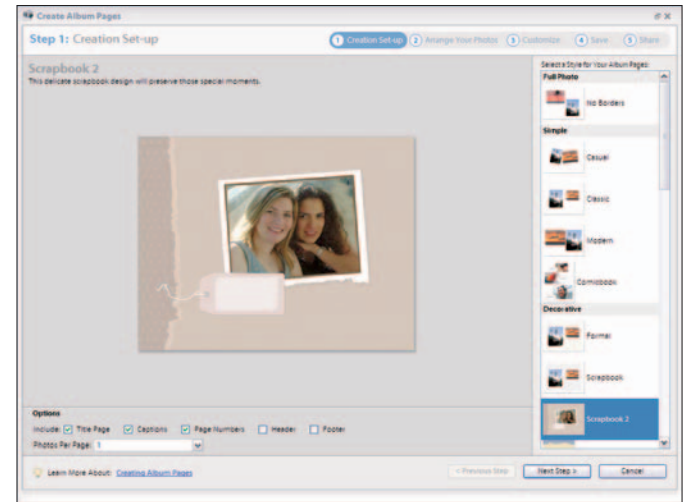 Create Album Pages
Step 1: Creation Set-up
1 Creation Set-up 2 Arrange Your Photos 3 Customize 4 Save 5 Share
Scrapbook 2
This delicate scrapbook design will preserve those special moments.
Select a Style for Your Album Pages:
Full Photo
No Borders
Simple
Casual
Classic
Modern
Comicbook
Decorative
Formal
Scrapbook
Scrapbook 2
Options
Include: Title Page Captions Page Numbers Header Footer
Photos Per Page: 1
Learn More About: Creating Album Pages
< Previous Step Next Step > Cancel